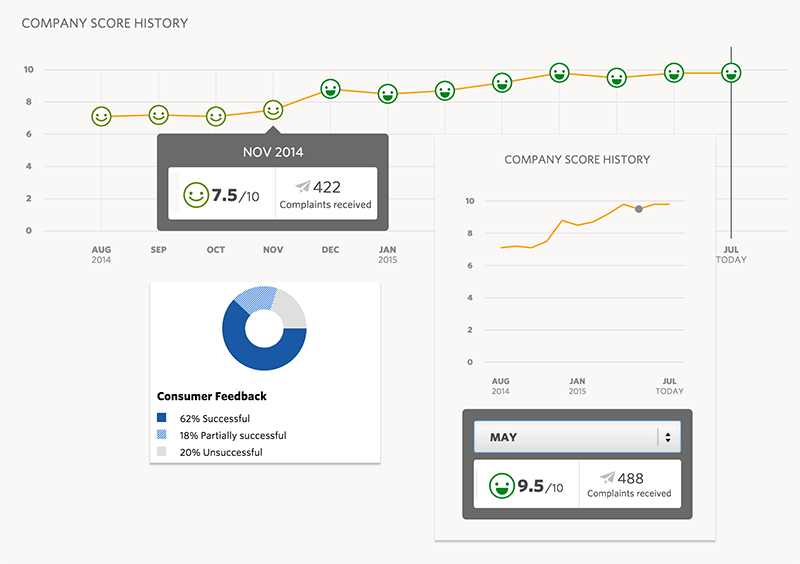 COMPANY SCORE HISTORY
10
8
6
4
2
0
NOV 2014
7.5/10
422
Complaints received
AUG
2014
SEP
OCT
NOV
DEC
JAN
2015
JUL
TODAY
COMPANY SCORE HISTORY
10
8
6
4
2
0
AUG
2014
JAN
2015
JUL
TODAY
MAY
9.5/10
488
Complaints received
Consumer Feedback
62% Successful
18% Partially successful
20% Unsuccessful